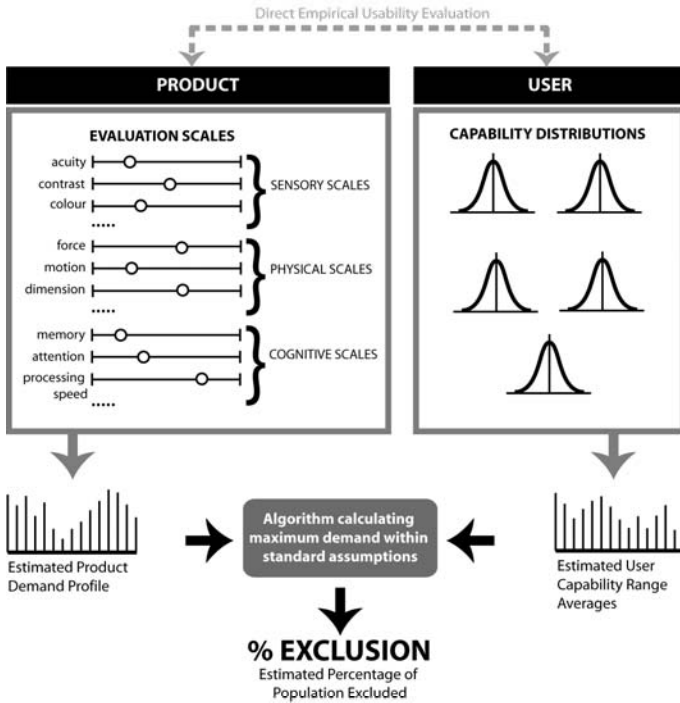 Direct Empirical Usability Evaluation
PRODUCT
EVALUATION SCALES
acuity
contrast
colour
.....
SENSORY SCALES
force
motion
dimension
.....
PHYSICAL SCALES
memory
attention
processing
speed
.....
COGNITIVE SCALES
USER
CAPABILITY DISTRIBUTIONS
Estimated Product
Demand Profile
Algorithm calculating
maximum demand within
standard assumptions
Estimated User
Capability Range
Averages
% EXCLUSION
Estimated Percentage of
Population Excluded